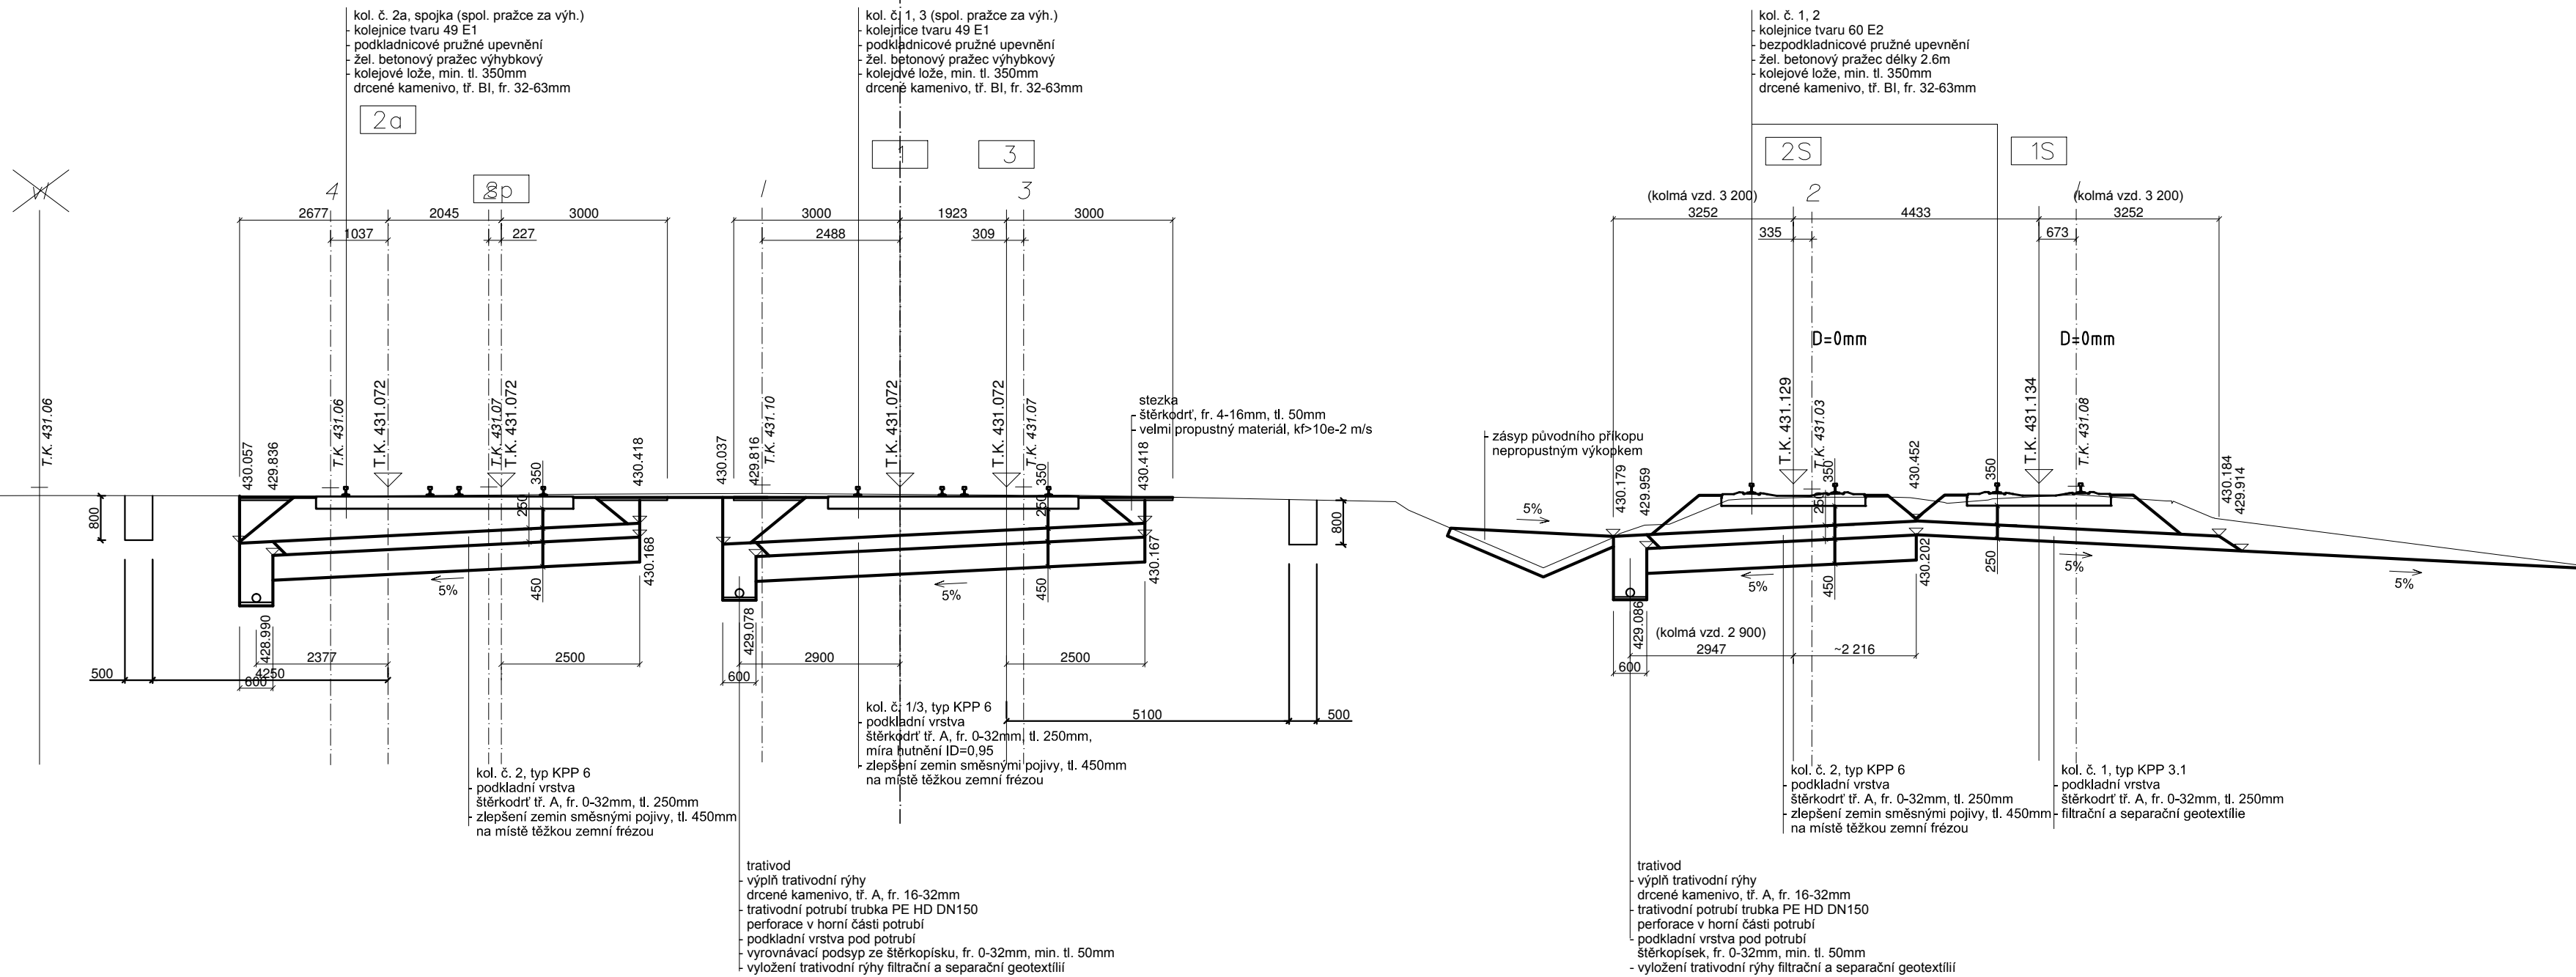 kol. č. 2a, spojka (spol. pražce za výh.)
- kolejnice tvaru 49 E1
- podkladnicové pružné upevnění
- žel. betonový pražec výhybkový
- kolejové lože, min. tl. 350mm
drcené kamenivo, tř. BI, fr. 32-63mm
kol. č. 1, 3 (spol. pražce za výh.)
- kolejnice tvaru 49 E1
- podkladnicové pružné upevnění
- žel. betonový pražec výhybkový
- kolejové lože, min. tl. 350mm
drcené kamenivo, tř. BI, fr. 32-63mm
kol. č. 1, 2
- kolejnice tvaru 60 E2
- bezpodkladnicové pružné upevnění
- žel. betonový pražec délky 2.6m
- kolejové lože, min. tl. 350mm
drcené kamenivo, tř. BI, fr. 32-63mm
2a
1
3
2S
1S
4
3
2
(kolmá vzd. 3 200)
(kolmá vzd. 3 200)
2677
2045
3000
3000
1923
3000
3252
4433
3252
1037
227
2488
309
335
673
D=0mm
D=0mm
T.K. 431.06
430.057
429.836
T.K. 431.06
T.K. 431.072
T.K. 431.07
T.K. 431.072
350
250
430.418
430.037
429.816
T.K. 431.10
T.K. 431.072
T.K. 431.072
T.K. 431.07
350
250
430.418
stezka
- štěrkodrť, fr. 4-16mm, tl. 50mm
- velmi propustný materiál, kf>10e-2 m/s
- zásyp původního příkopu
nepropustným výkopkem
430.179
429.959
T.K. 431.129
T.K. 431.03
350
250
430.452
350
T.K. 431.134
T.K. 431.08
430.184
429.914
800
800
5%
5%
5%
5%
5%
5%
450
430.168
450
430.167
450
430.202
250
428.990
429.078
429.086
(kolmá vzd. 2 900)
2377
2500
2900
2500
2947
~2 216
500
4250
600
600
600
5100
500
kol. č. 1/3, typ KPP 6
- podkladní vrstva
štěrkodrť tř. A, fr. 0-32mm, tl. 250mm,
míra hutnění ID=0,95
- zlepšení zemin směsnými pojivy, tl. 450mm
na místě těžkou zemní frézou
kol. č. 2, typ KPP 6
- podkladní vrstva
štěrkodrť tř. A, fr. 0-32mm, tl. 250mm
- zlepšení zemin směsnými pojivy, tl. 450mm
na místě těžkou zemní frézou
kol. č. 2, typ KPP 6
- podkladní vrstva
štěrkodrť tř. A, fr. 0-32mm, tl. 250mm
- zlepšení zemin směsnými pojivy, tl. 450mm
na místě těžkou zemní frézou
kol. č. 1, typ KPP 3.1
- podkladní vrstva
štěrkodrť tř. A, fr. 0-32mm, tl. 250mm
- filtrační a separační geotextílie
trativod
- výplň trativodní rýhy
drcené kamenivo, tř. A, fr. 16-32mm
- trativodní potrubí trubka PE HD DN150
perforace v horní části potrubí
- podkladní vrstva pod potrubí
- vyrovnávací podsyp ze štěrkopísku, fr. 0-32mm, min. tl. 50mm
- vyložení trativodní rýhy filtrační a separační geotextílií
trativod
- výplň trativodní rýhy
drcené kamenivo, tř. A, fr. 16-32mm
- trativodní potrubí trubka PE HD DN150
perforace v horní části potrubí
- podkladní vrstva pod potrubí
štěrkopísek, fr. 0-32mm, min. tl. 50mm
- vyložení trativodní rýhy filtrační a separační geotextílií